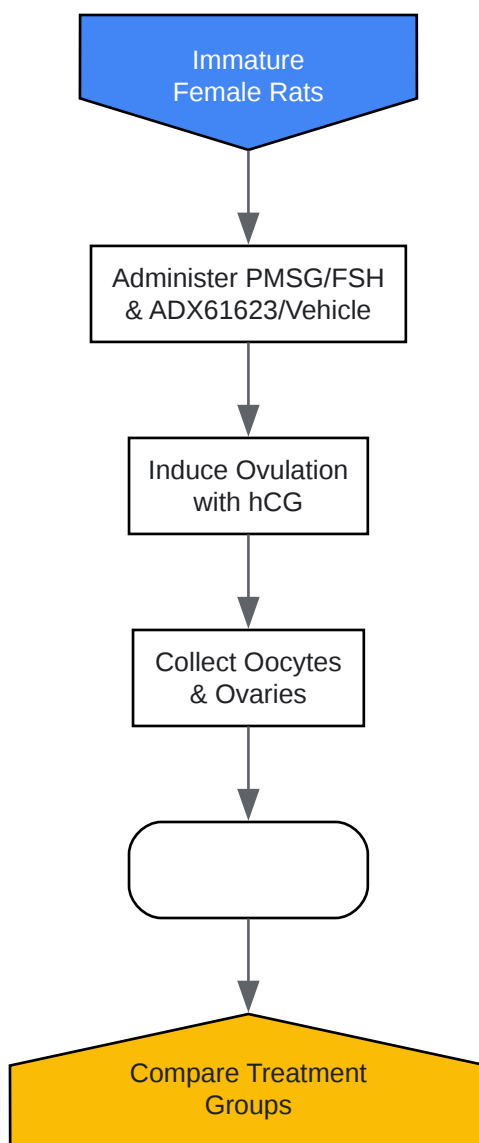 Immature
Female Rats
Administer PMSG/FSH
& ADX61623/Vehicle
Induce Ovulation
with hCG
Collect Oocytes
& Ovaries
Compare Treatment
Groups